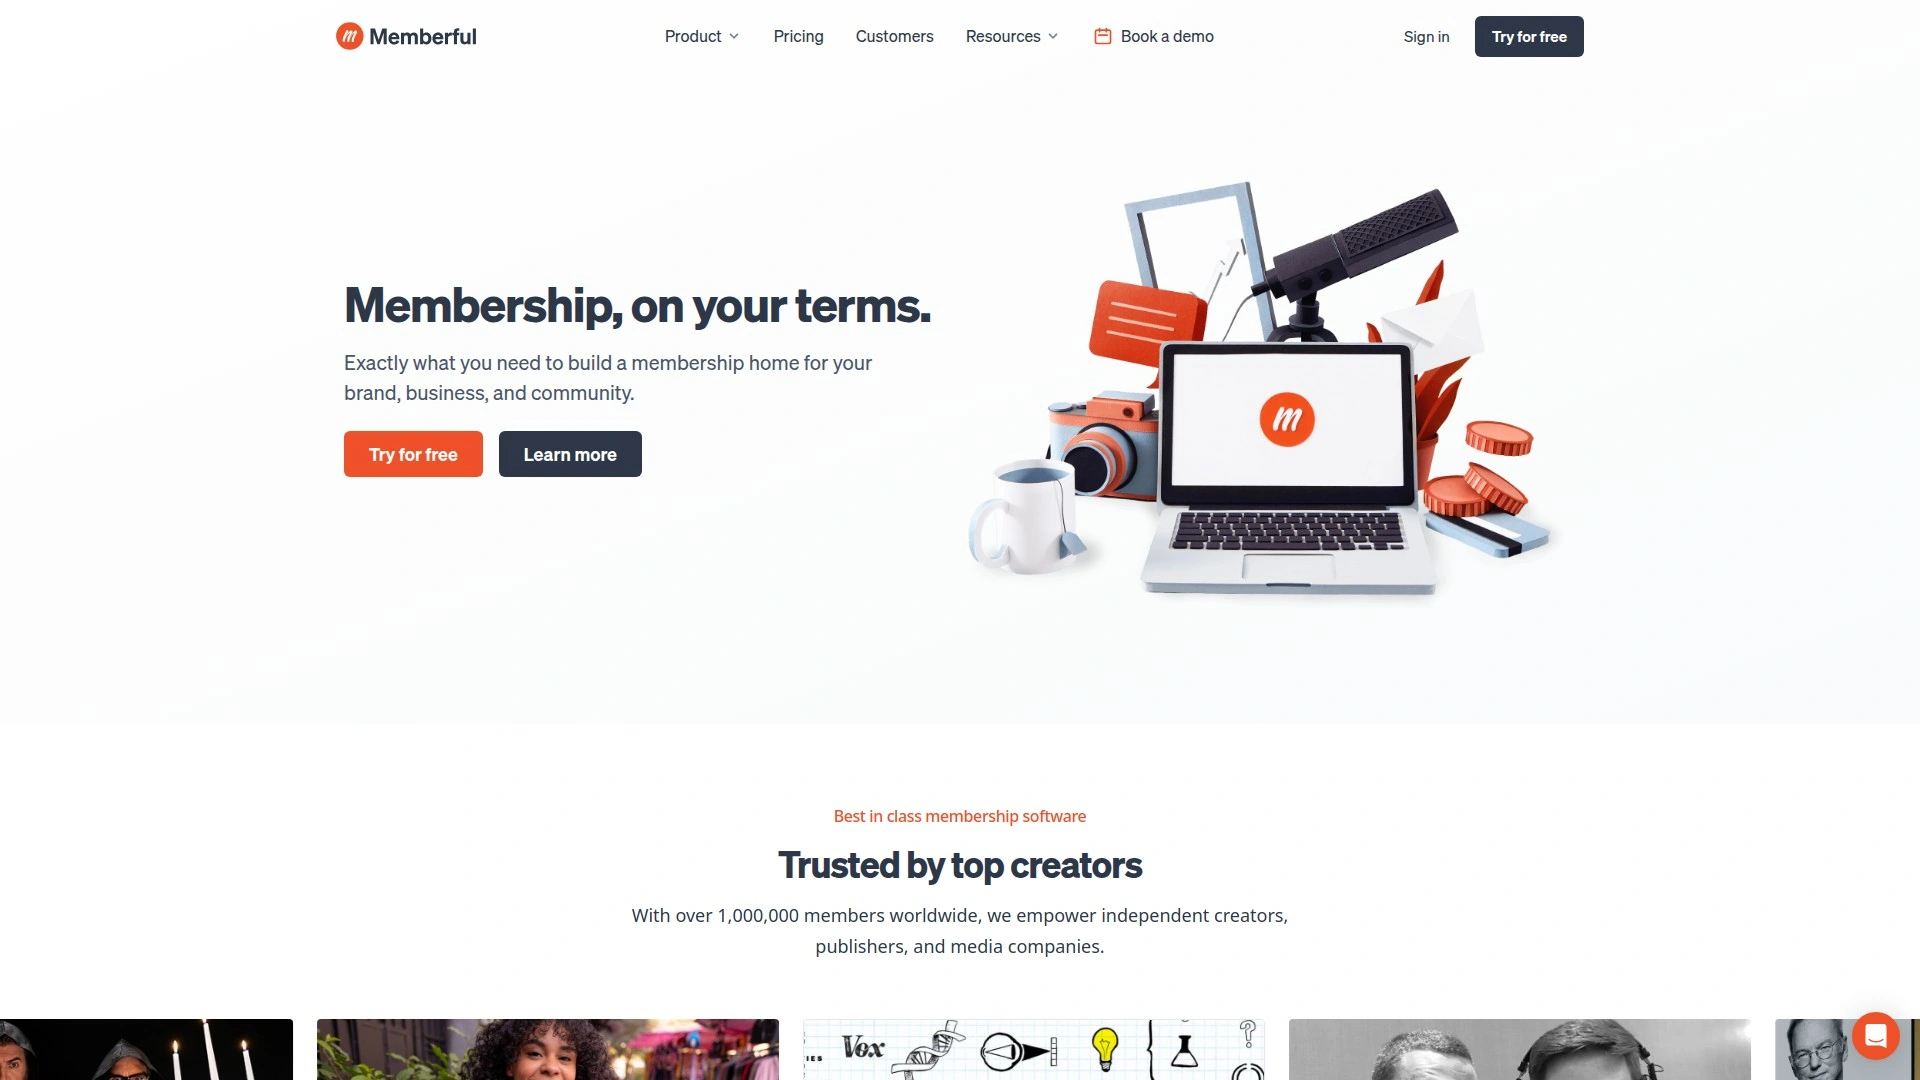 Memberful
Product
Pricing
Customers
Resources
Book a demo
Sign in
Try for free
Membership, on your terms.
Exactly what you need to build a membership home for your
brand, business, and community.
Try for free
Learn more
Best in class membership software
Trusted by top creators
With over 1,000,000 members worldwide, we empower independent creators,
publishers, and media companies.
IES
Vox